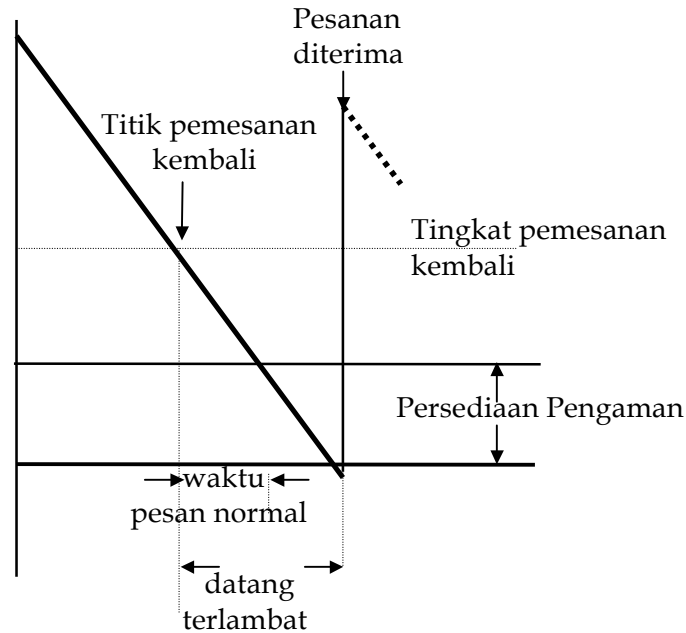 Pesanan
diterima
Titik pemesanan
kembali
Tingkat pemesanan
kembali
Persediaan Pengaman
waktu
pesan normal
datang
terlambat